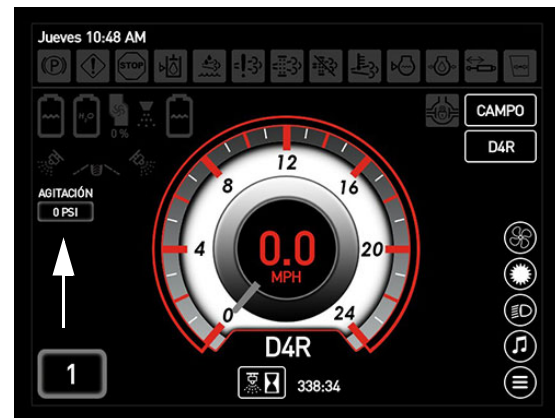 Jueves 10:48 AM
(P)
STOP
H₂O
0 %
CAMPO
D4R
AGITACIÓN
0 PSI
0
4
8
12
16
20
24
0.0
MPH
D4R
338:34
1